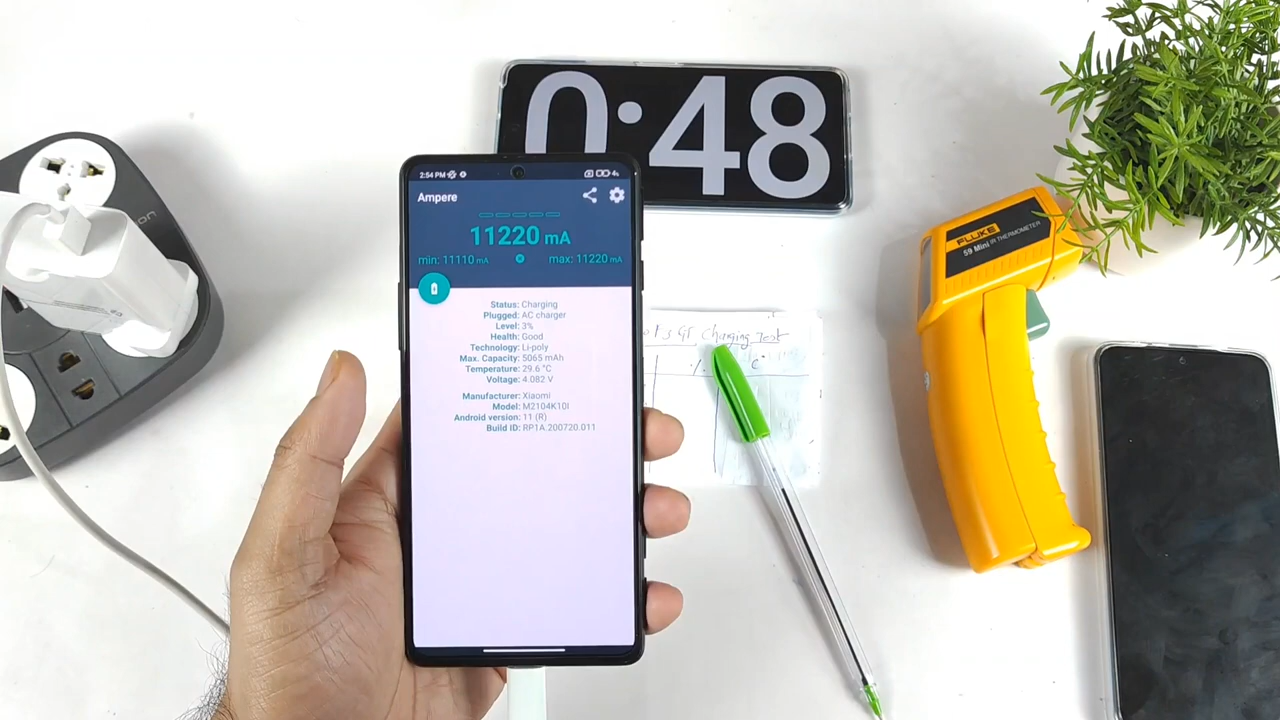 0:48
2:54 PM
Ampere
11220 mA
min: 11110 mA
max: 11220 mA
Status: Charging
Plugged: AC charger
Level: 3%
Health: Good
Technology: Li-poly
Max. Capacity: 5065 mAh
Temperature: 29.6 °C
Voltage: 4.082 V
Manufacturer: Xiaomi
Model: M2104K10I
Android version: 11 (R)
Build ID: RP1A.200720.011
FLUKE
59 Mini IR THERMOMETER
GT Charging Test